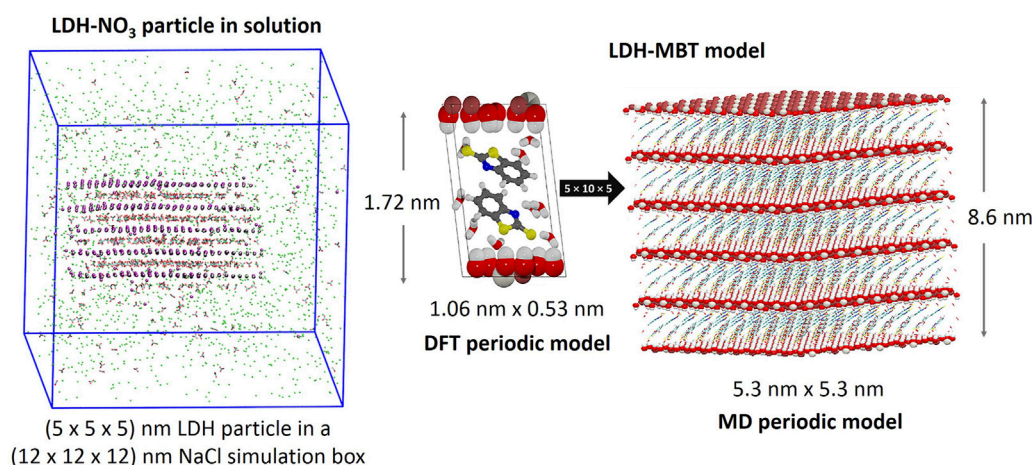 LDH-NO₃ particle in solution
(5 x 5 x 5) nm LDH particle in a
(12 x 12 x 12) nm NaCl simulation box
LDH-MBT model
1.72 nm
5 × 10 × 5
8.6 nm
1.06 nm x 0.53 nm
DFT periodic model
5.3 nm x 5.3 nm
MD periodic model